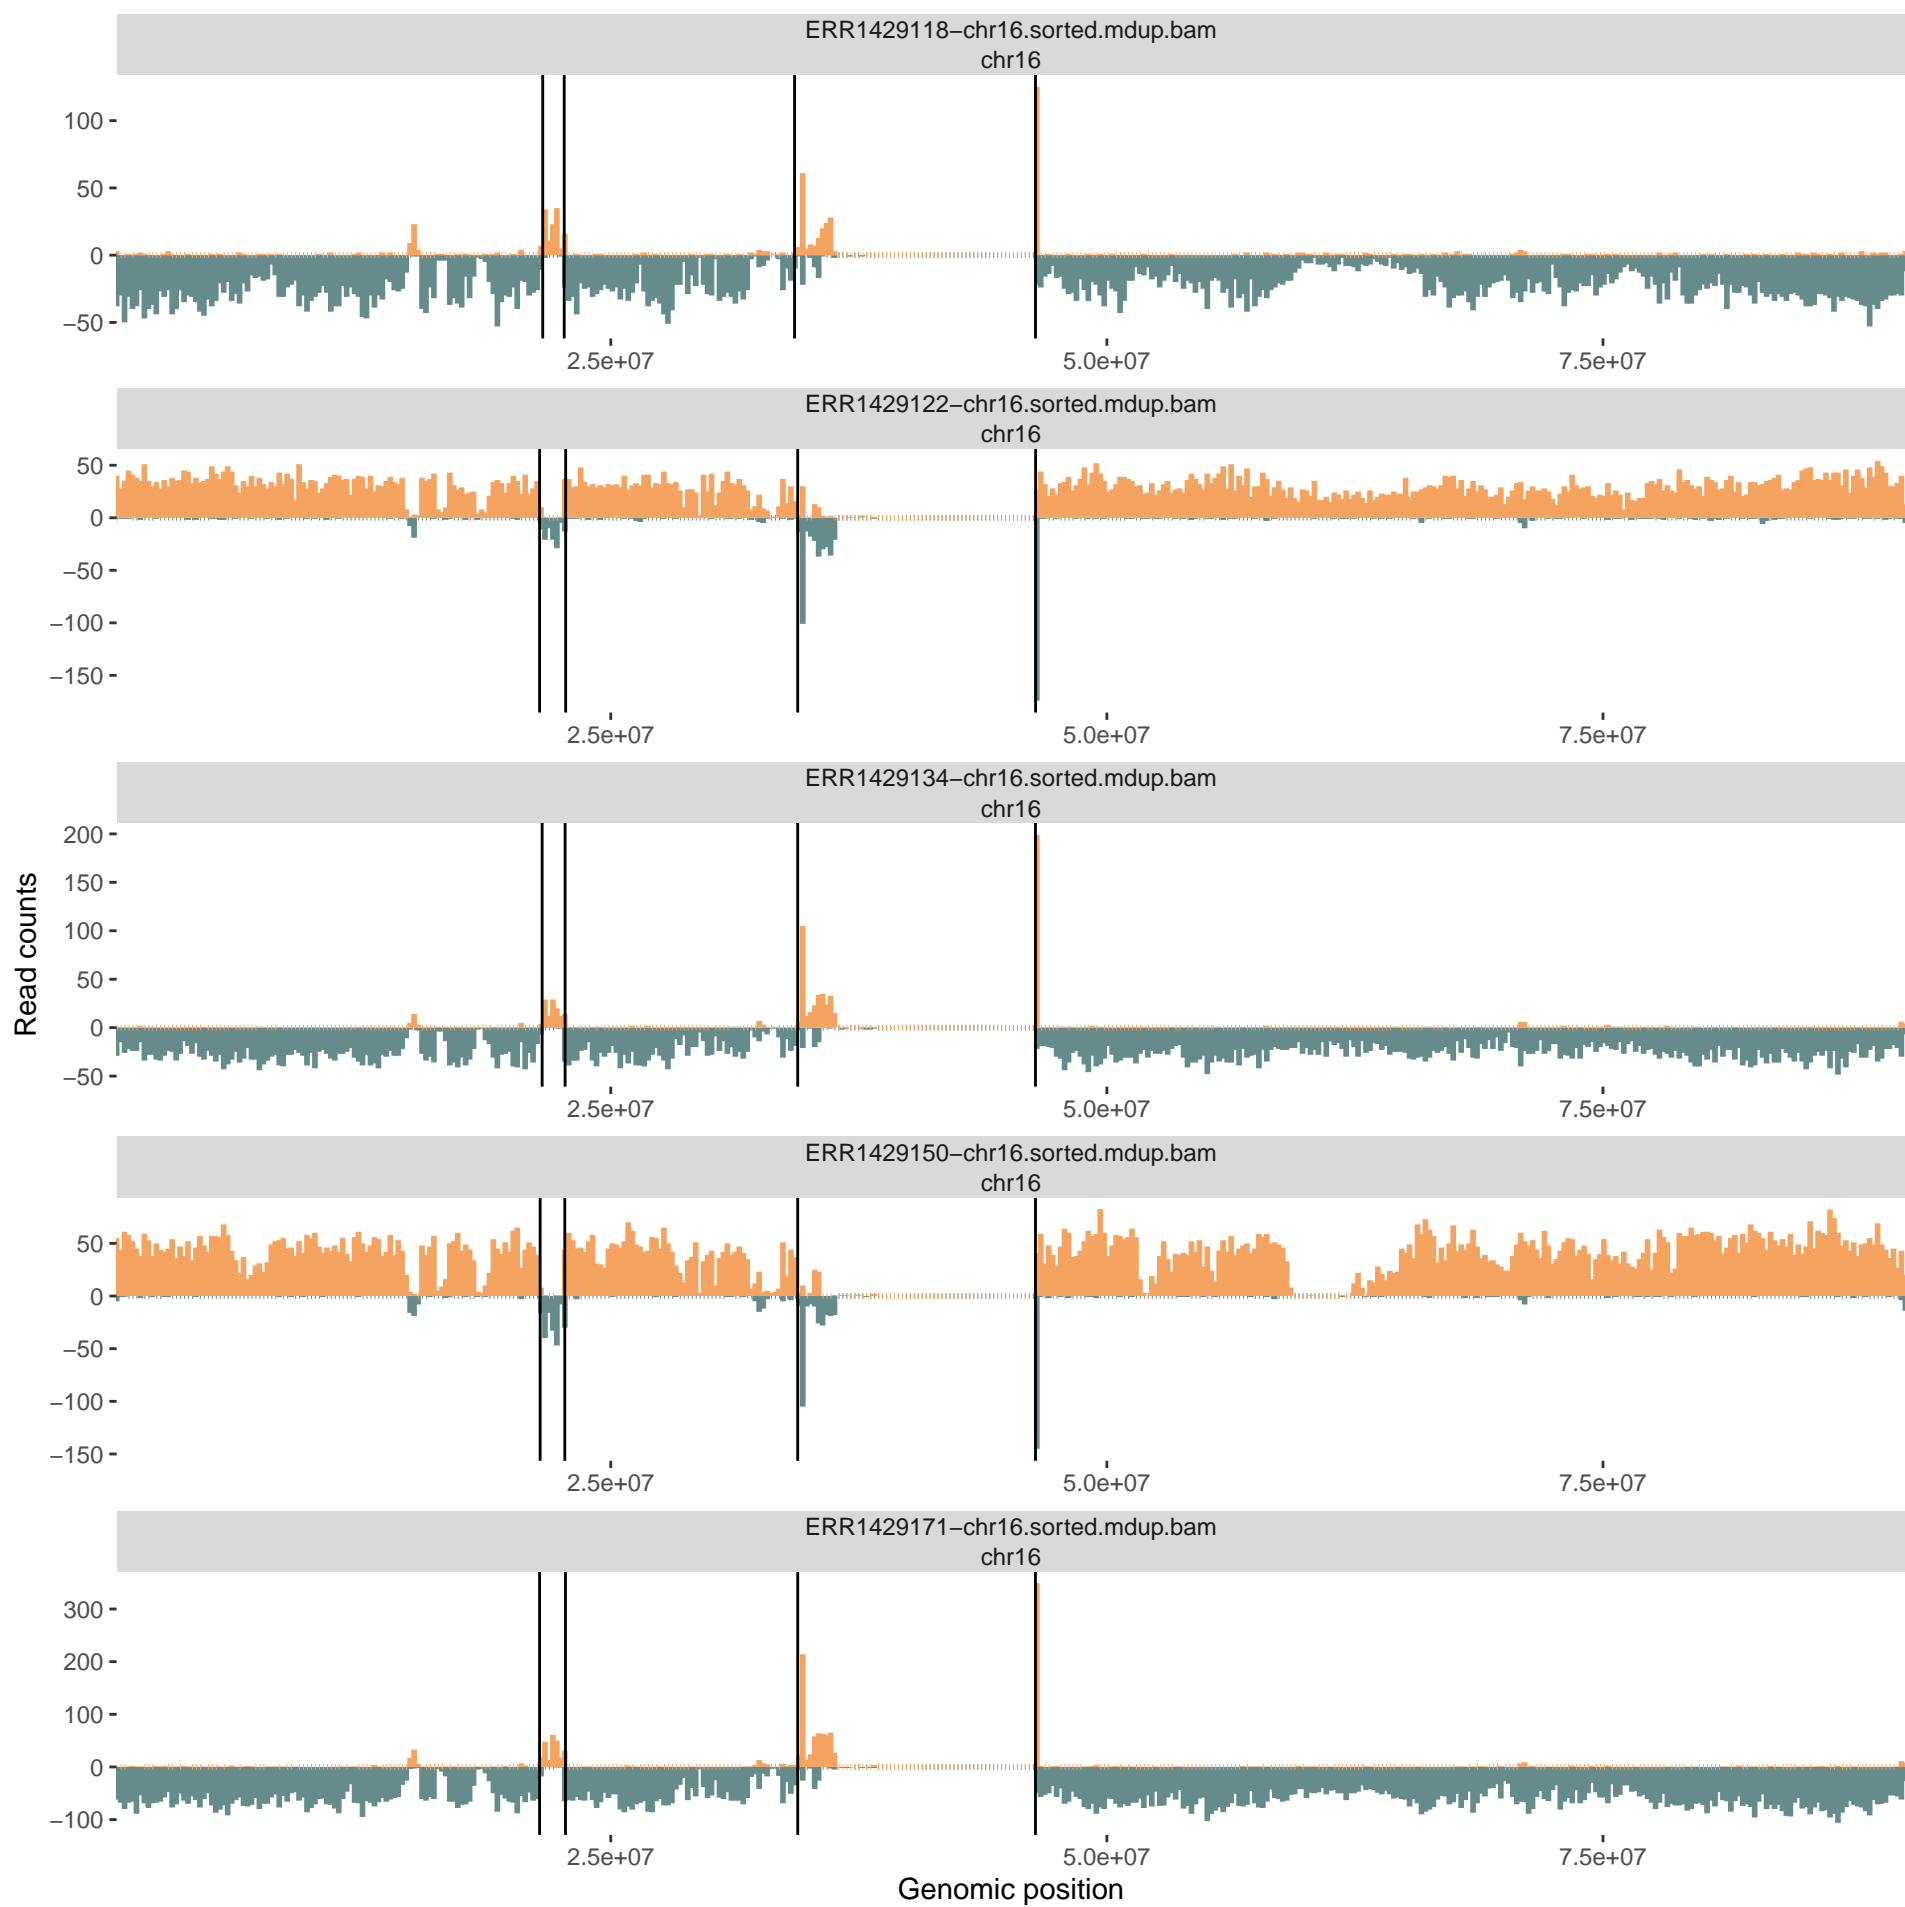 ERR1429118−chr16.sorted.mdup.bam
chr16
100
50
0
−50
2.5e+07 5.0e+07 7.5e+07
ERR1429122−chr16.sorted.mdup.bam
chr16
50
0
−50
−100
−150
2.5e+07 5.0e+07 7.5e+07
ERR1429134−chr16.sorted.mdup.bam
chr16
200
150
100
50
0
−50
2.5e+07 5.0e+07 7.5e+07
Read counts
ERR1429150−chr16.sorted.mdup.bam
chr16
50
0
−50
−100
−150
2.5e+07 5.0e+07 7.5e+07
ERR1429171−chr16.sorted.mdup.bam
chr16
300
200
100
0
−100
2.5e+07 5.0e+07 7.5e+07
Genomic position